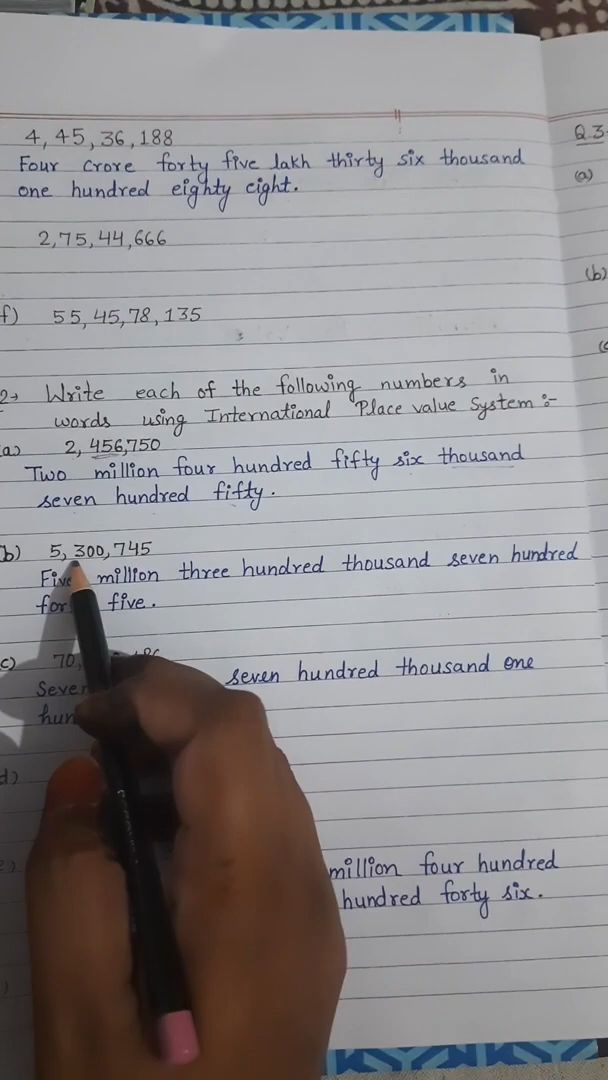 4,45,36,188
Four crore forty five lakh thirty six thousand
one hundred eighty eight.
2,75,44,666
f) 55,45,78,135
2→ Write each of the following numbers in
words using International Place value System :-
(a) 2,456,750
Two million four hundred fifty six thousand
seven hundred fifty.
b) 5,300,745
Five million three hundred thousand seven hundred
five.
c) 70,
seven hundred thousand one
d)
million four hundred
hundred forty six.
Q.3.
(a)
(b)